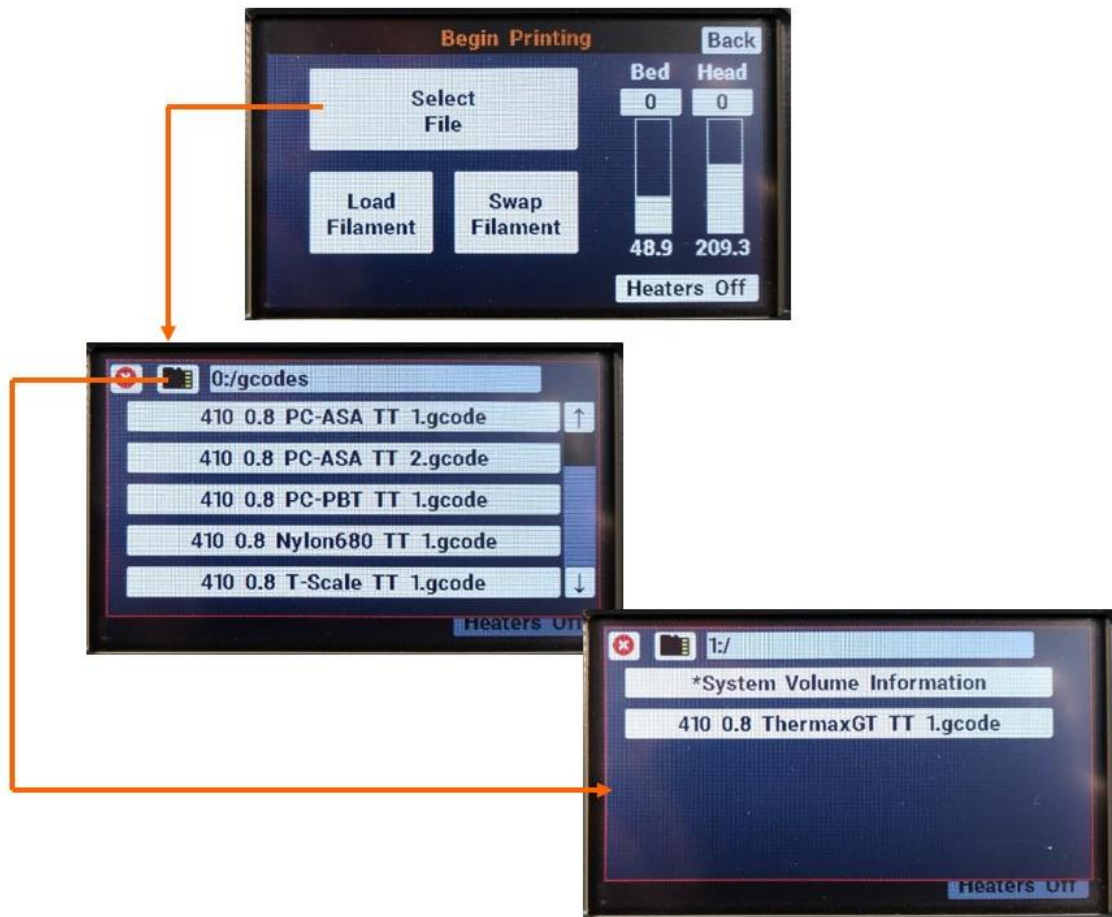 Begin Printing
Back
Bed Head
0 0
Select
File
Load
Filament
Swap
Filament
48.9 209.3
Heaters Off
0:/gcodes
410 0.8 PC-ASA TT 1.gcode
↑
410 0.8 PC-ASA TT 2.gcode
410 0.8 PC-PBT TT 1.gcode
410 0.8 Nylon680 TT 1.gcode
410 0.8 T-Scale TT 1.gcode
↓
Heaters Off
1:/
*System Volume Information
410 0.8 ThermaxGT TT 1.gcode
Heaters Off